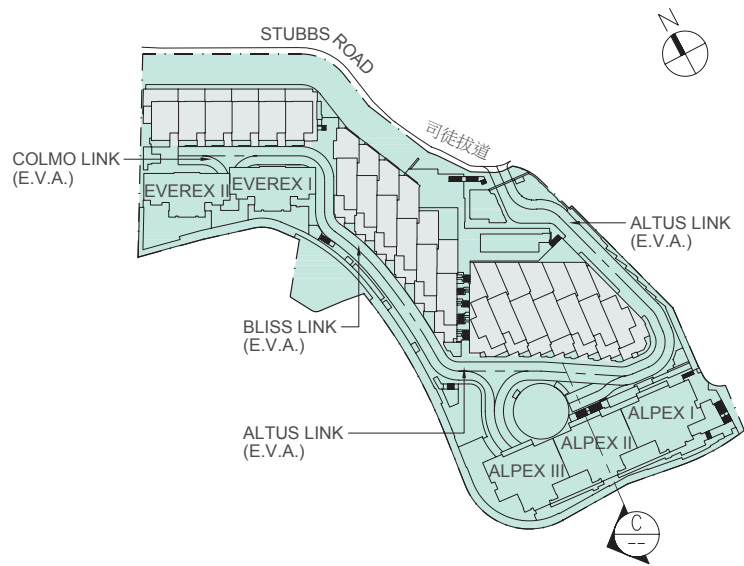 N
STUBBS ROAD
司徒拔道
COLMO LINK
(E.V.A.)
EVEREX II
EVEREX I
ALTUS LINK
(E.V.A.)
BLISS LINK
(E.V.A.)
ALTUS LINK
(E.V.A.)
ALPEX I
ALPEX II
ALPEX III
C
--